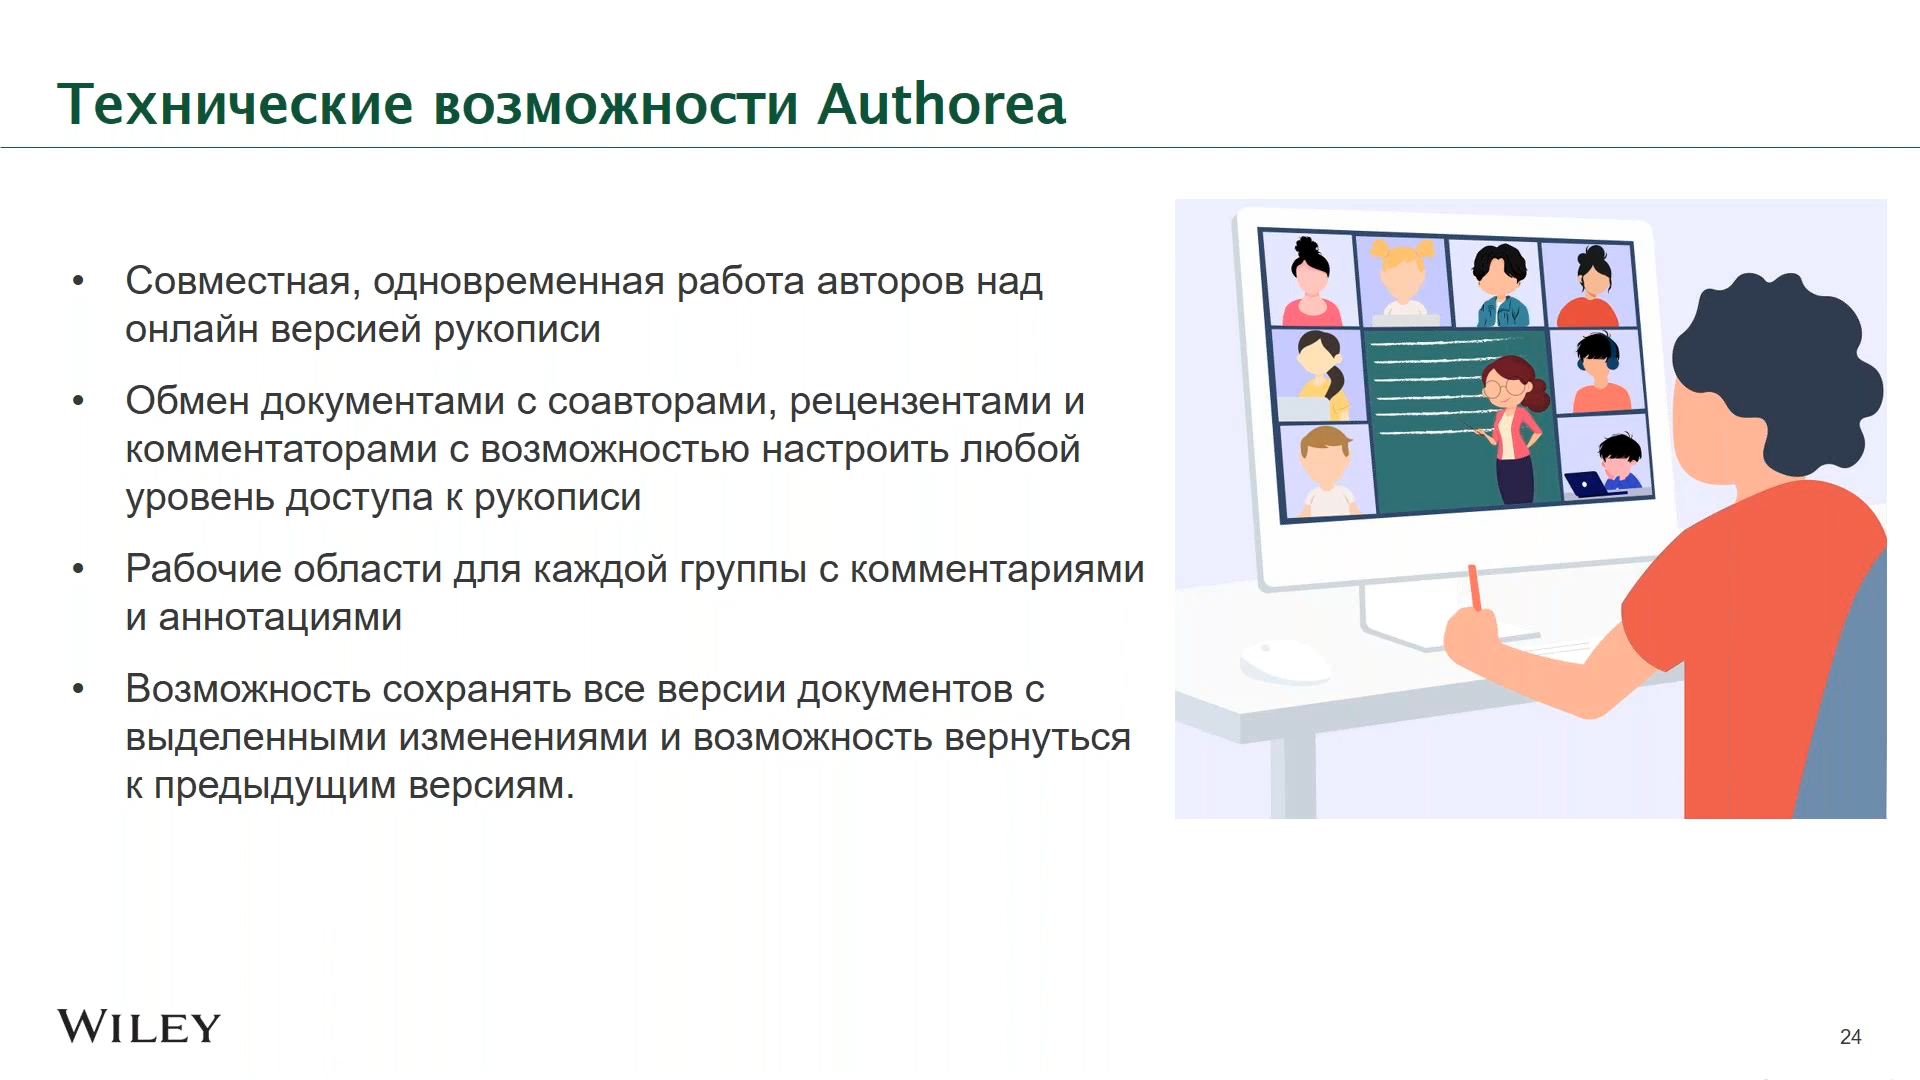 Технические возможности Authorea
• Совместная, одновременная работа авторов над
онлайн версией рукописи
• Обмен документами с соавторами, рецензентами и
комментаторами с возможностью настроить любой
уровень доступа к рукописи
• Рабочие области для каждой группы с комментариями
и аннотациями
• Возможность сохранять все версии документов с
выделенными изменениями и возможность вернуться
к предыдущим версиям.
WILEY
24